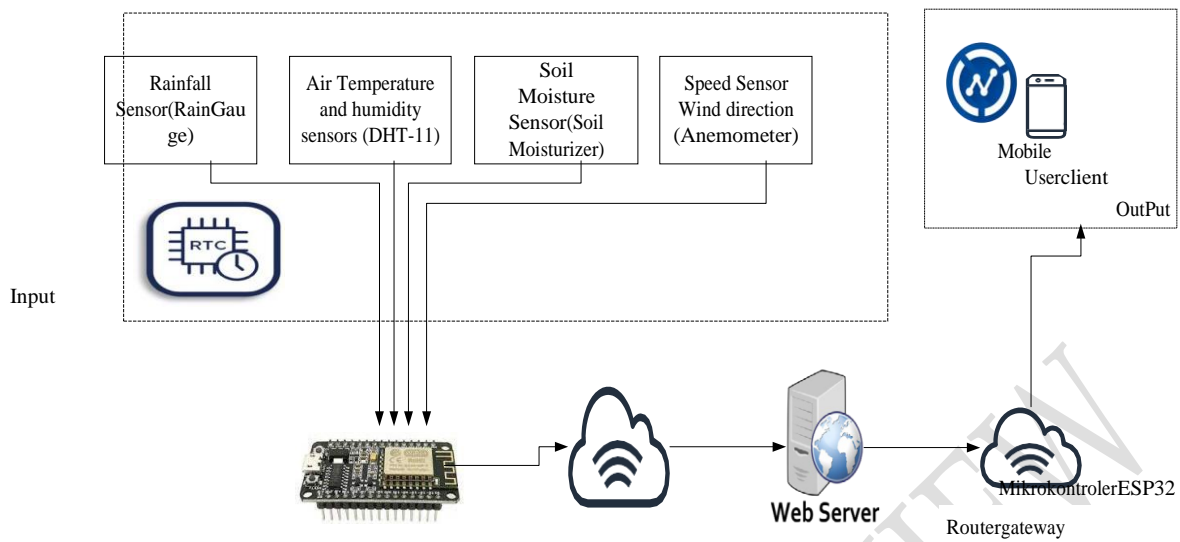 Rainfall
Sensor(RainGau
ge)
Air Temperature
and humidity
sensors (DHT-11)
Soil
Moisture
Sensor(Soil
Moisturizer)
Speed Sensor
Wind direction
(Anemometer)
Mobile
Userclient
OutPut
RTC
Input
Web Server
MikrokontrolerESP32
Routergateway
EW